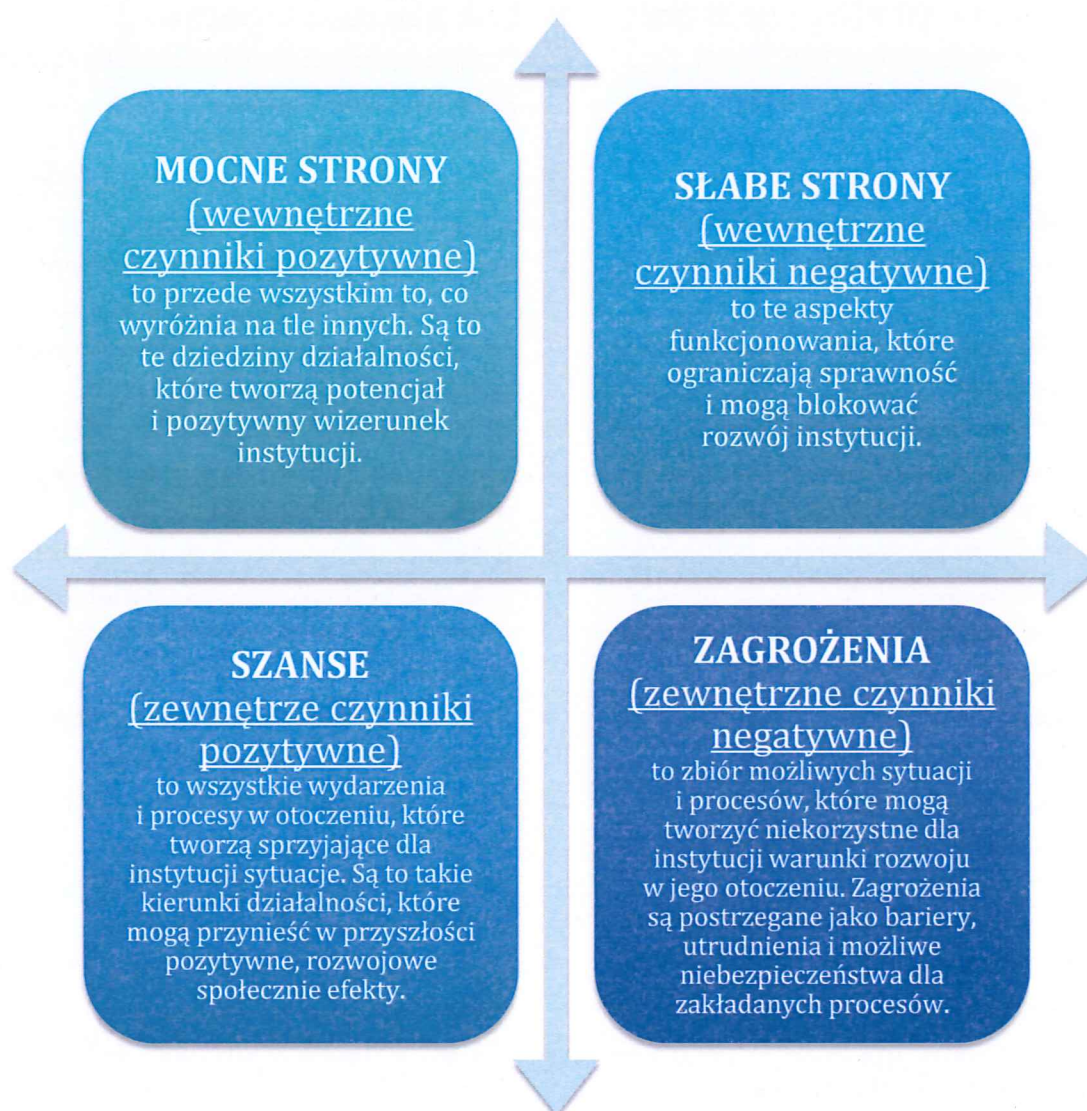 MOCNE STRONY
(wewnętrzne
czynniki pozytywne)
to przede wszystkim to, co
wyróżnia na tle innych. Są to
te dziedziny działalności,
które tworzą potencjał
i pozytywny wizerunek
instytucji.
SŁABE STRONY
(wewnętrzne
czynniki negatywne)
to te aspekty
funkcjonowania, które
ograniczają sprawność
i mogą blokować
rozwój instytucji.
SZANSE
(zewnętrze czynniki
pozytywne)
to wszystkie wydarzenia
i procesy w otoczeniu, które
tworzą sprzyjające dla
instytucji sytuacje. Są to takie
kierunki działalności, które
mogą przynieść w przyszłości
pozytywne, rozwojowe
społecznie efekty.
ZAGROŻENIA
(zewnętrzne czynniki
negatywne)
to zbiór możliwych sytuacji
i procesów, które mogą
tworzyć niekorzystne dla
instytucji warunki rozwoju
w jego otoczeniu. Zagrożenia
są postrzegane jako bariery,
utrudnienia i możliwe
niebezpieczeństwa dla
zakładanych procesów.